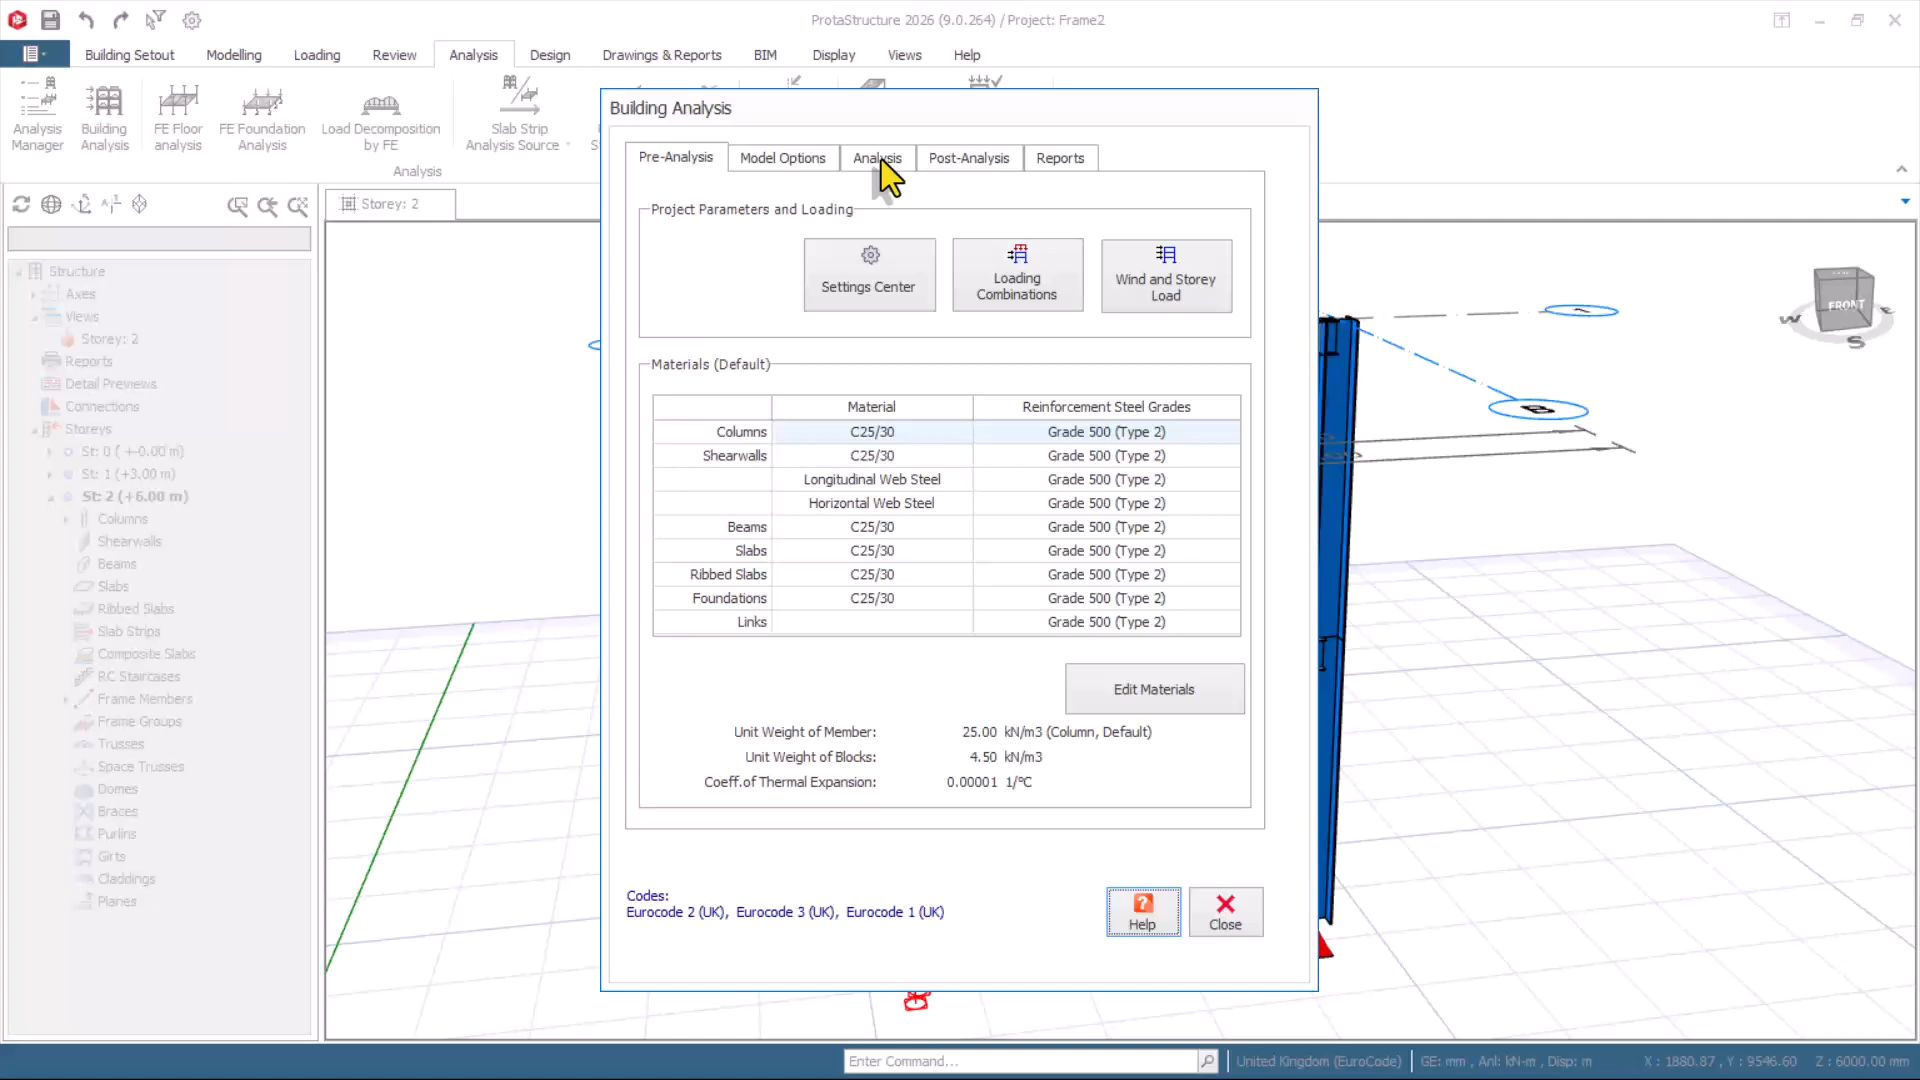 ProtaStructure 2026 (9.0.264) / Project: Frame2
Building Setout
Modelling
Loading
Review
Analysis
Design
Drawings & Reports
BIM
Display
Views
Help
Analysis Manager
Building Analysis
FE Floor analysis
FE Foundation Analysis
Load Decomposition by FE
Slab Strip Analysis Source
Analysis
Storey: 2
Structure
Axes
Views
Storey: 2
Reports
Detail Previews
Connections
Storeys
St: 0 ( +-0.00 m)
St: 1 (+3.00 m)
St: 2 (+6.00 m)
Columns
Shearwalls
Beams
Slabs
Ribbed Slabs
Slab Strips
Composite Slabs
RC Staircases
Frame Members
Frame Groups
Trusses
Space Trusses
Domes
Braces
Purlins
Girts
Claddings
Planes
Building Analysis
Pre-Analysis
Model Options
Analysis
Post-Analysis
Reports
Project Parameters and Loading
Settings Center
Loading Combinations
Wind and Storey Load
Materials (Default)
Material Reinforcement Steel Grades
Columns C25/30 Grade 500 (Type 2)
Shearwalls C25/30 Grade 500 (Type 2)
Longitudinal Web Steel Grade 500 (Type 2)
Horizontal Web Steel Grade 500 (Type 2)
Beams C25/30 Grade 500 (Type 2)
Slabs C25/30 Grade 500 (Type 2)
Ribbed Slabs C25/30 Grade 500 (Type 2)
Foundations C25/30 Grade 500 (Type 2)
Links Grade 500 (Type 2)
Edit Materials
Unit Weight of Member: 25.00 kN/m3 (Column, Default)
Unit Weight of Blocks: 4.50 kN/m3
Coeff.of Thermal Expansion: 0.00001 1/°C
Codes:
Eurocode 2 (UK), Eurocode 3 (UK), Eurocode 1 (UK)
Help
Close
FRONT
W
S
B
Enter Command...
United Kingdom (EuroCode)
GE: mm , Anl: kN-m , Disp: m
X : 1880.87 , Y : 9546.60 Z : 6000.00 mm